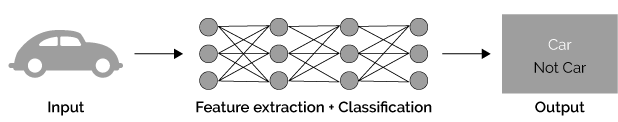 Car
Not Car
Input
Feature extraction + Classification
Output